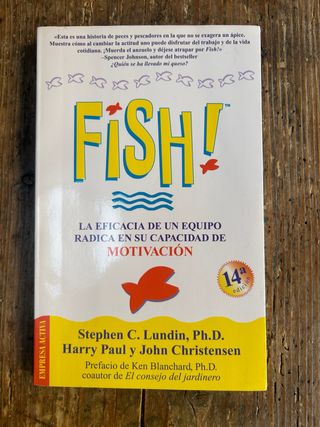 «Esta es una historia de peces y pescadores en la que no se exagera un ápice.
Muestra cómo al cambiar la actitud uno puede disfrutar del trabajo y de la vida
cotidiana. ¡Muerda el anzuelo y déjese atrapar por Fish!»
–Spencer Johnson, autor del bestseller
¿Quién se ha llevado mi queso?
FiSH!™
LA EFICACIA DE UN EQUIPO
RADICA EN SU CAPACIDAD DE
MOTIVACIÓN
14ª
edición
Stephen C. Lundin, Ph.D.
Harry Paul y John Christensen
Prefacio de Ken Blanchard, Ph.D.
coautor de El consejo del jardinero
EMPRESA ACTIVA